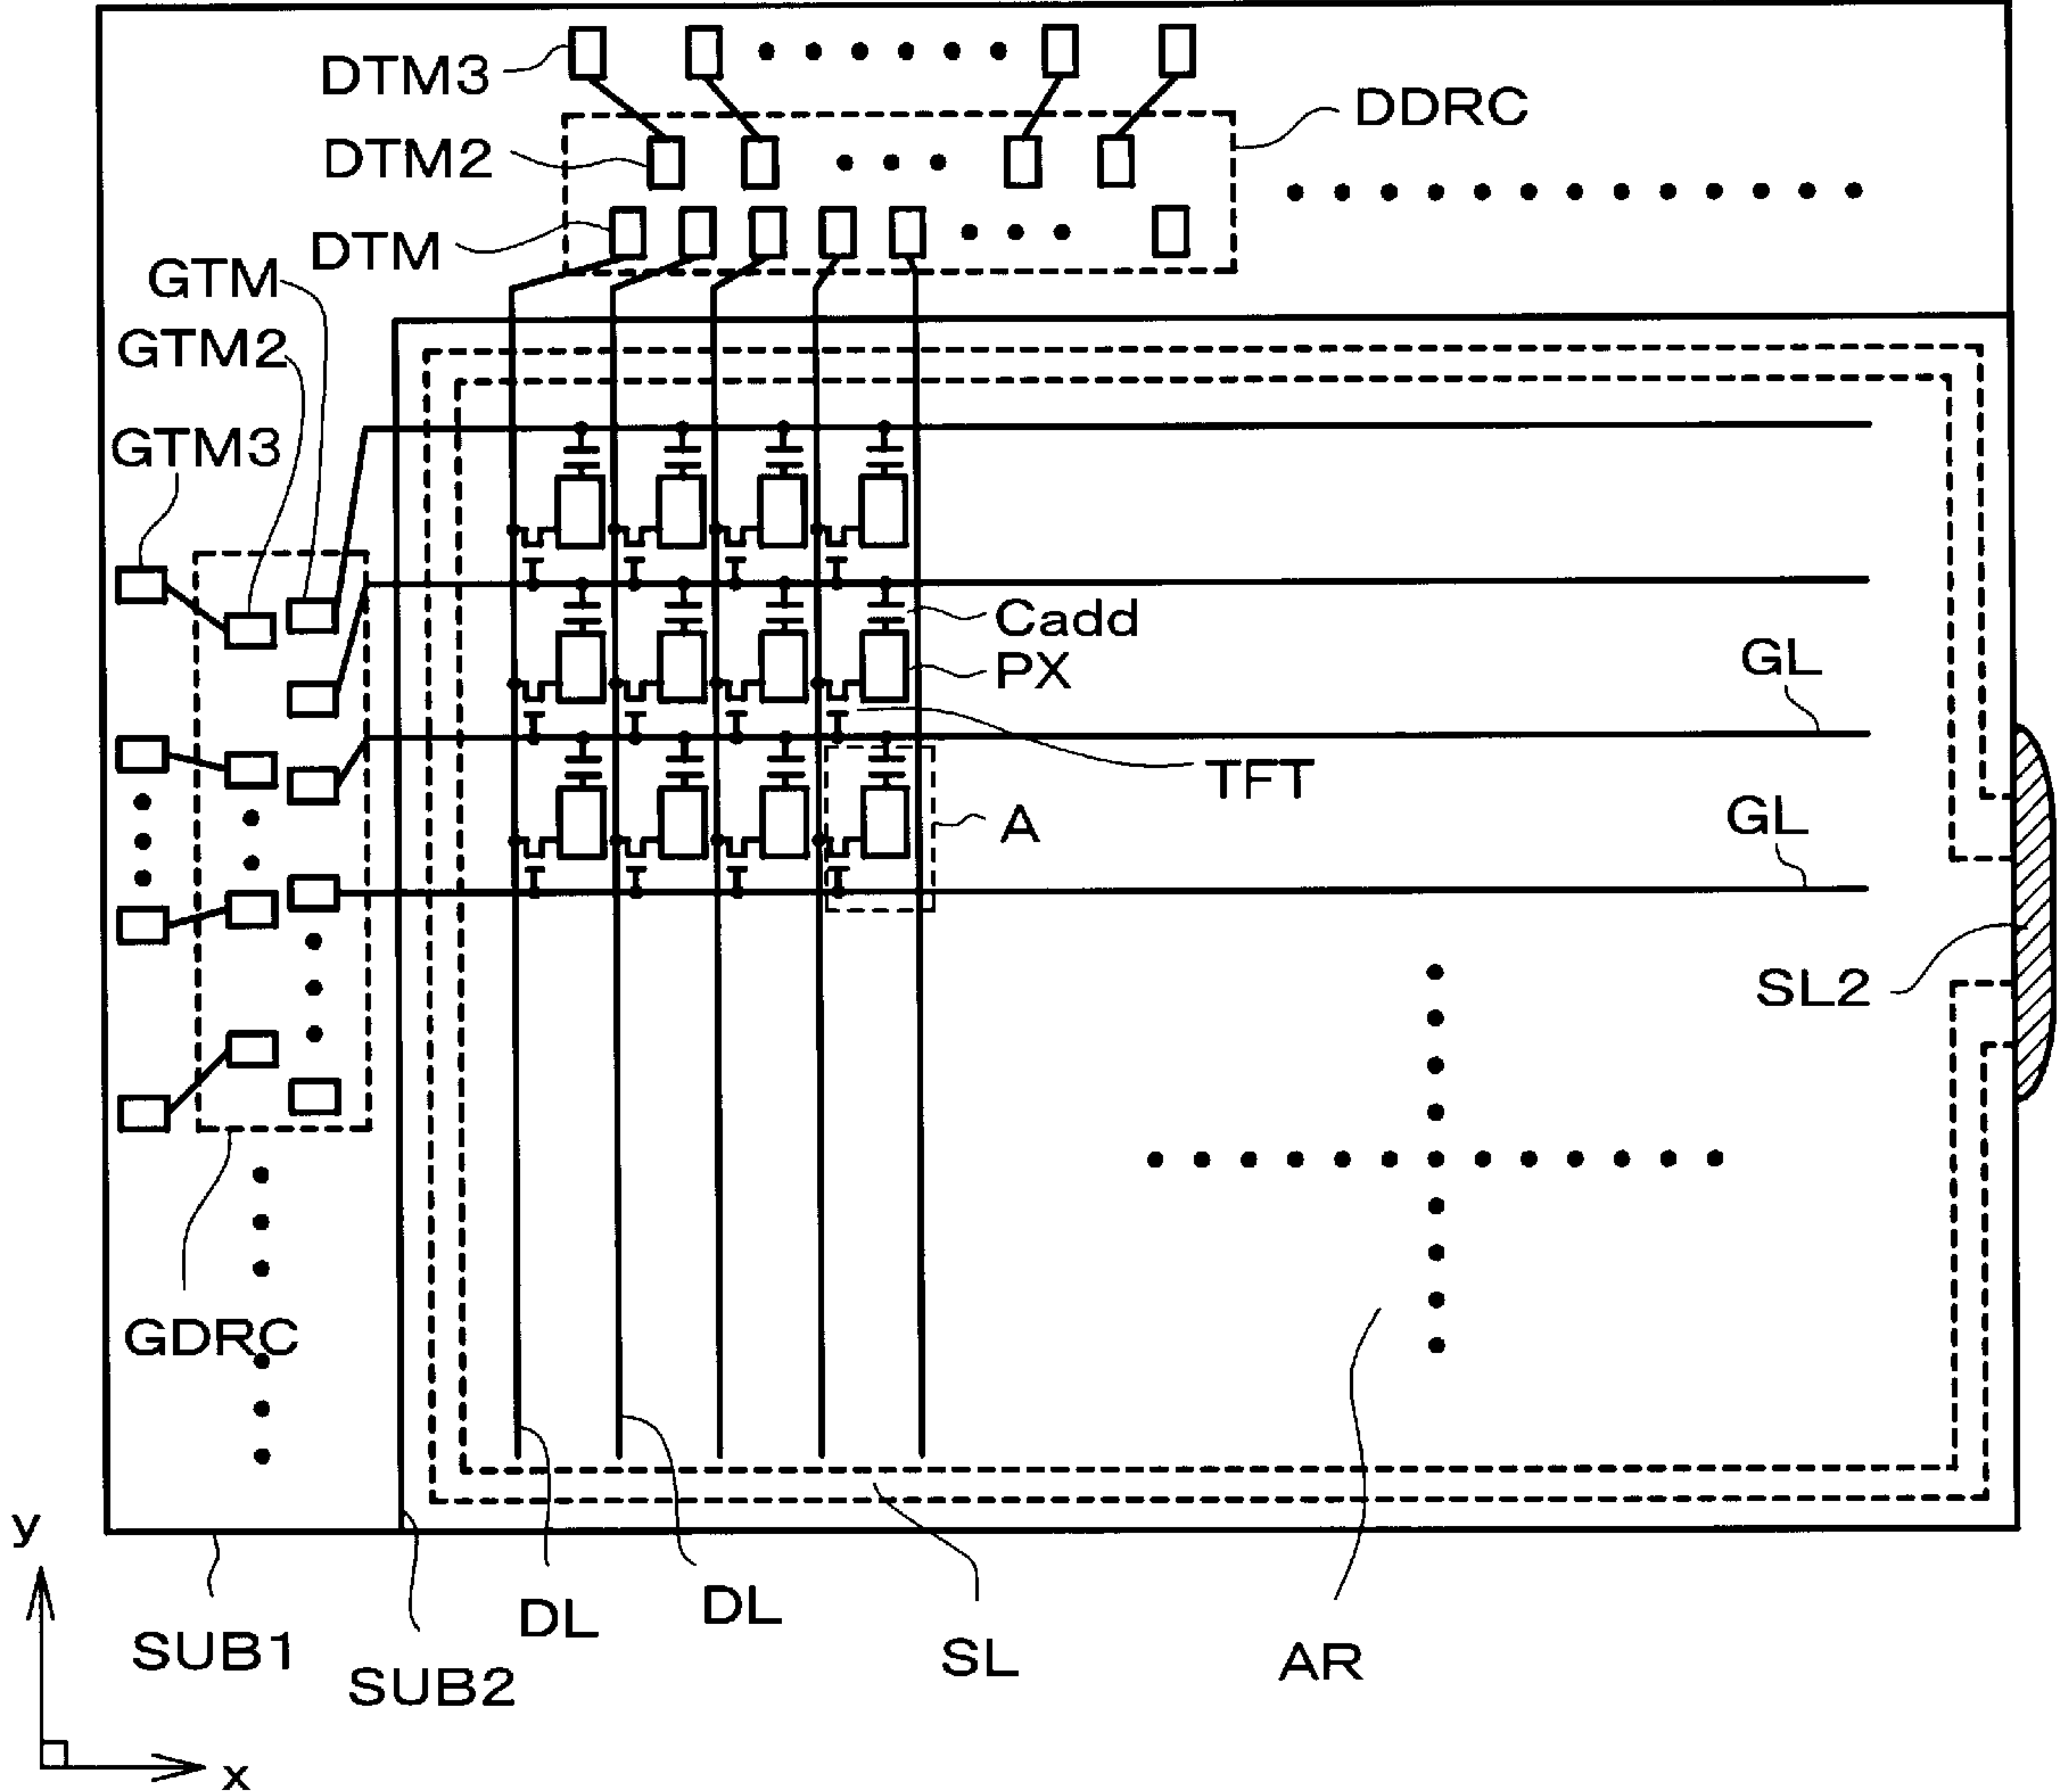 DTM3
DDRC
DTM2
DTM
GTM
GTM2
GTM3
Cadd
PX
GL
TFT
GL
A
SL2
GDRC
y
DL
DL
SUB1
SL
AR
SUB2
x